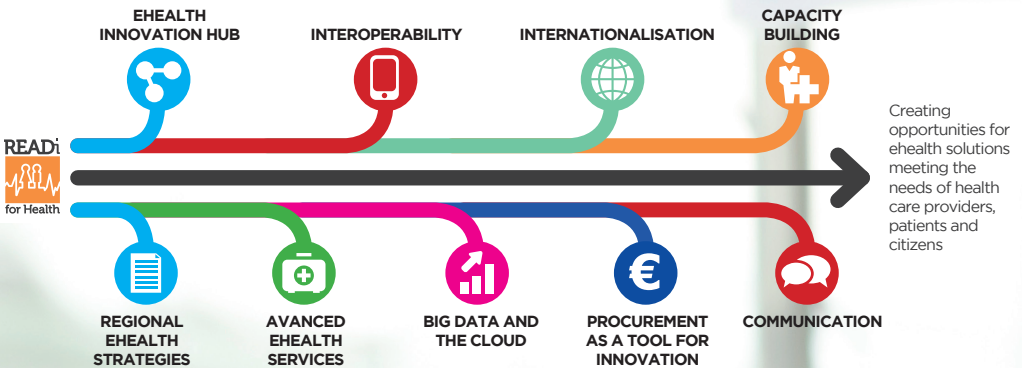 EHEALTH
INNOVATION HUB
INTEROPERABILITY
INTERNATIONALISATION
CAPACITY
BUILDING
READi
for Health
Creating
opportunities for
ehealth solutions
meeting the
needs of health
care providers,
patients and
citizens
€
REGIONAL
EHEALTH
STRATEGIES
AVANCED
EHEALTH
SERVICES
BIG DATA AND
THE CLOUD
PROCUREMENT
AS A TOOL FOR
INNOVATION
COMMUNICATION